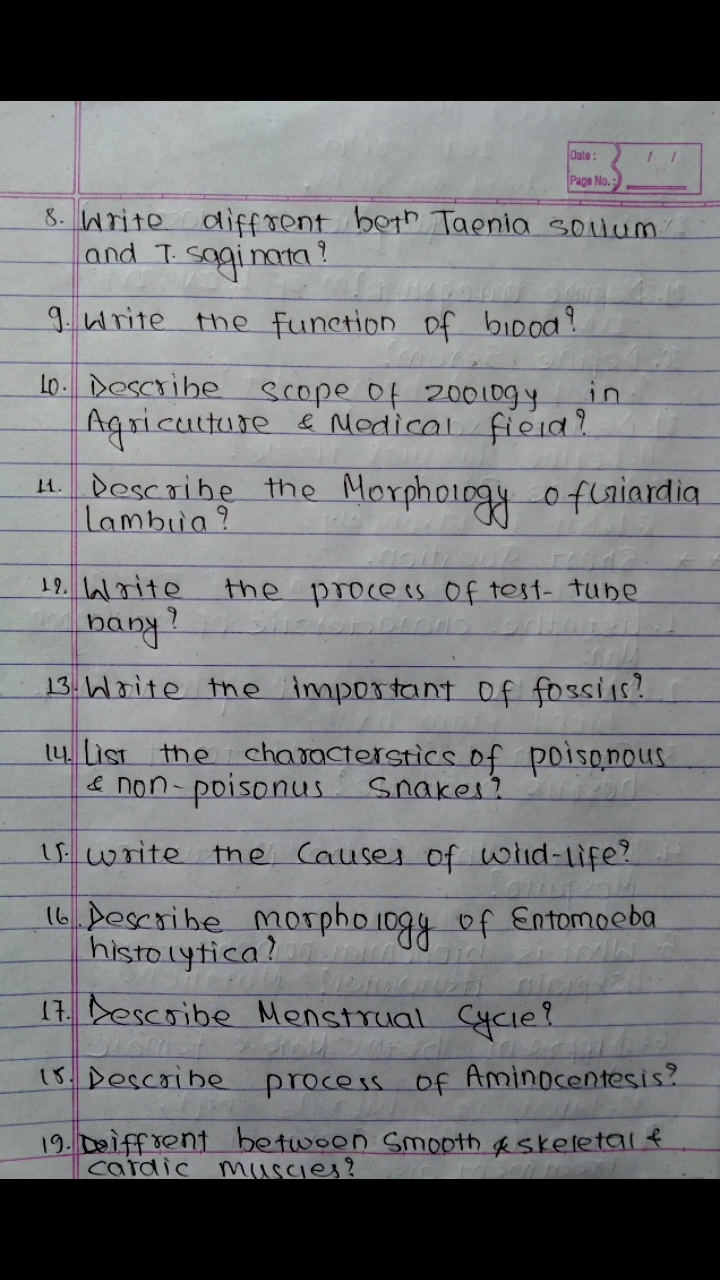 Date : / /
Page No. :
8. Write diffrent beth Taenia solium
and T. saginata?
9. Write the function of blood?
10. Describe scope of zoology in
Agriculture & Medical field?
11. Describe the Morphology of Giardia
lamblia?
12. Write the process of test-tube
baby?
13. Write the important of fossils?
14. List the characterstics of poisonous
& non-poisonus snakes?
15. Write the Causes of wild-life?
16. Describe morphology of Entomoeba
histolytica?
17. Describe Menstrual Cycle?
18. Describe process of Aminocentesis?
19. Diffrent between smooth & skeletal &
cardic muscles?